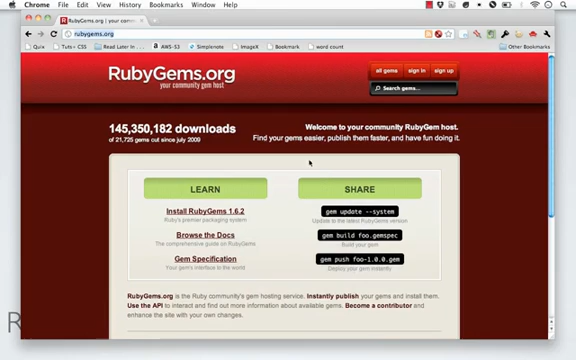 Chrome File Edit View History Bookmarks Window Help
RubyGems.org | your comm
rubygems.org
Quix Tuts+ CSS Read Later In ... AWS-S3 Simplenote ImageX Bookmark word count Other Bookmarks
RubyGems.org
your community gem host
all gems sign in sign up
Search gems...
145,350,182 downloads
of 21,725 gems cut since july 2009
Welcome to your community RubyGem host.
Find your gems easier, publish them faster, and have fun doing it.
LEARN
Install RubyGems 1.6.2
Ruby's premier packaging system
Browse the Docs
The comprehensive guide on RubyGems
Gem Specification
Your gem's interface to the world
SHARE
gem update --system
Update to the latest RubyGems version
gem build foo.gemspec
Build your gem
gem push foo-1.0.0.gem
Deploy your gem instantly
RubyGems.org is the Ruby community's gem hosting service. Instantly publish your gems and install them.
Use the API to interact and find out more information about available gems. Become a contributor and
enhance the site with your own changes.
R